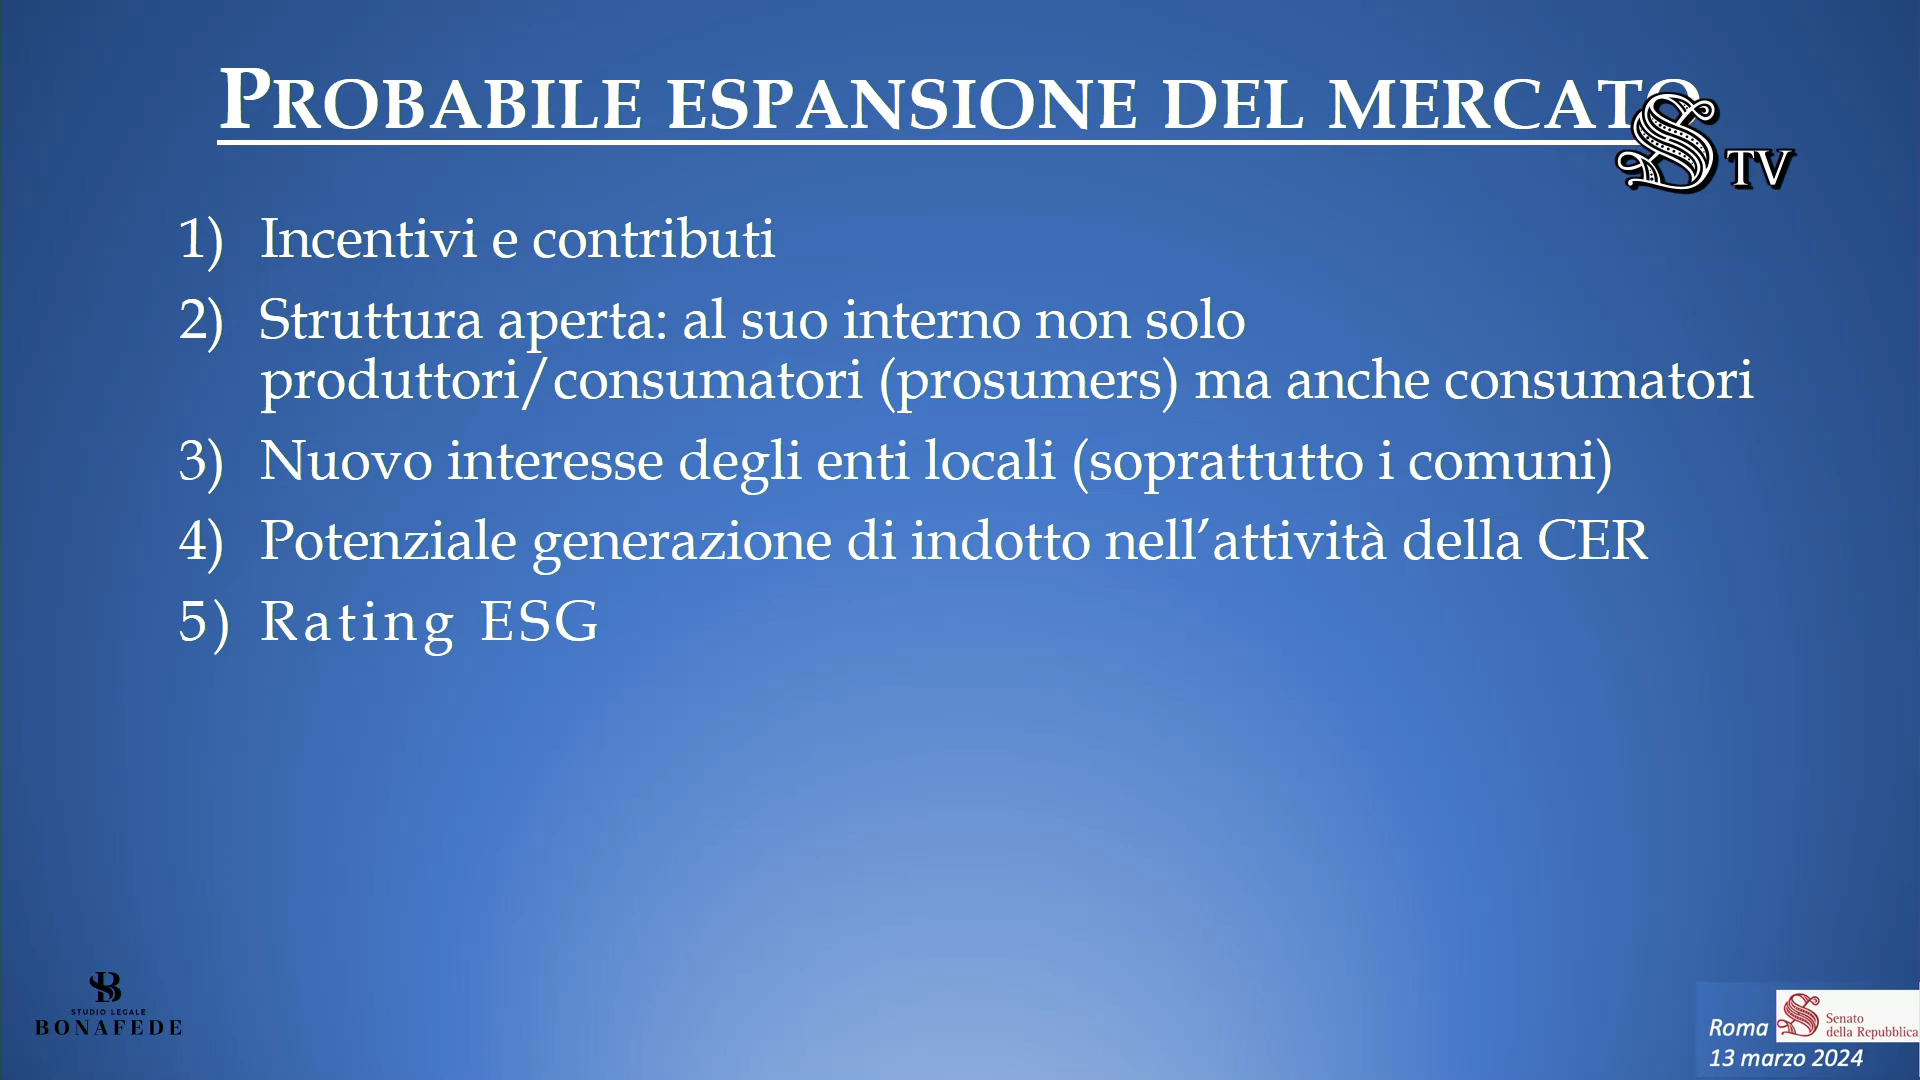 PROBABILE ESPANSIONE DEL MERCATO
S TV
1) Incentivi e contributi
2) Struttura aperta: al suo interno non solo
produttori/consumatori (prosumers) ma anche consumatori
3) Nuovo interesse degli enti locali (soprattutto i comuni)
4) Potenziale generazione di indotto nell’attività della CER
5) Rating ESG
SB
STUDIO LEGALE
BONAFEDE
Roma
S Senato
della Repubblica
13 marzo 2024